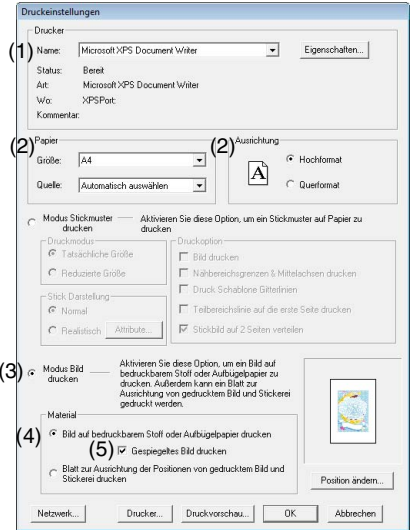 Druckeinstellungen
Drucker
(1) Name: Microsoft XPS Document Writer Eigenschaften...
Status: Bereit
Art: Microsoft XPS Document Writer
Wo: XPSPort:
Kommentar:
(2) Papier (2) Ausrichtung
Größe: A4
A Hochformat
Quelle: Automatisch auswählen Querformat
Modus Stickmuster drucken
Aktivieren Sie diese Option, um ein Stickmuster auf Papier zu
drucken
Druckmodus
Tatsächliche Größe
Reduzierte Größe
Stick Darstellung
Normal
Realistisch Attribute...
Druckoption
Bild drucken
Nähbereichsgrenzen & Mittelachsen drucken
Druck Schablone Gitterlinien
Teilbereichslinie auf die erste Seite drucken
Stickbild auf 2 Seiten verteilen
(3) Modus Bild
drucken
Aktivieren Sie diese Option, um ein Bild auf
bedruckbarem Stoff oder Aufbügelpapier zu
drucken. Außerdem kann ein Blatt zur
Ausrichtung von gedrucktem Bild und Stickerei
gedruckt werden.
Material
(4) Bild auf bedruckbarem Stoff oder Aufbügelpapier drucken
(5) Gespiegeltes Bild drucken
Blatt zur Ausrichtung der Positionen von gedrucktem Bild und
Stickerei drucken
Position ändern...
Netzwerk... Drucker... Druckvorschau... OK Abbrechen